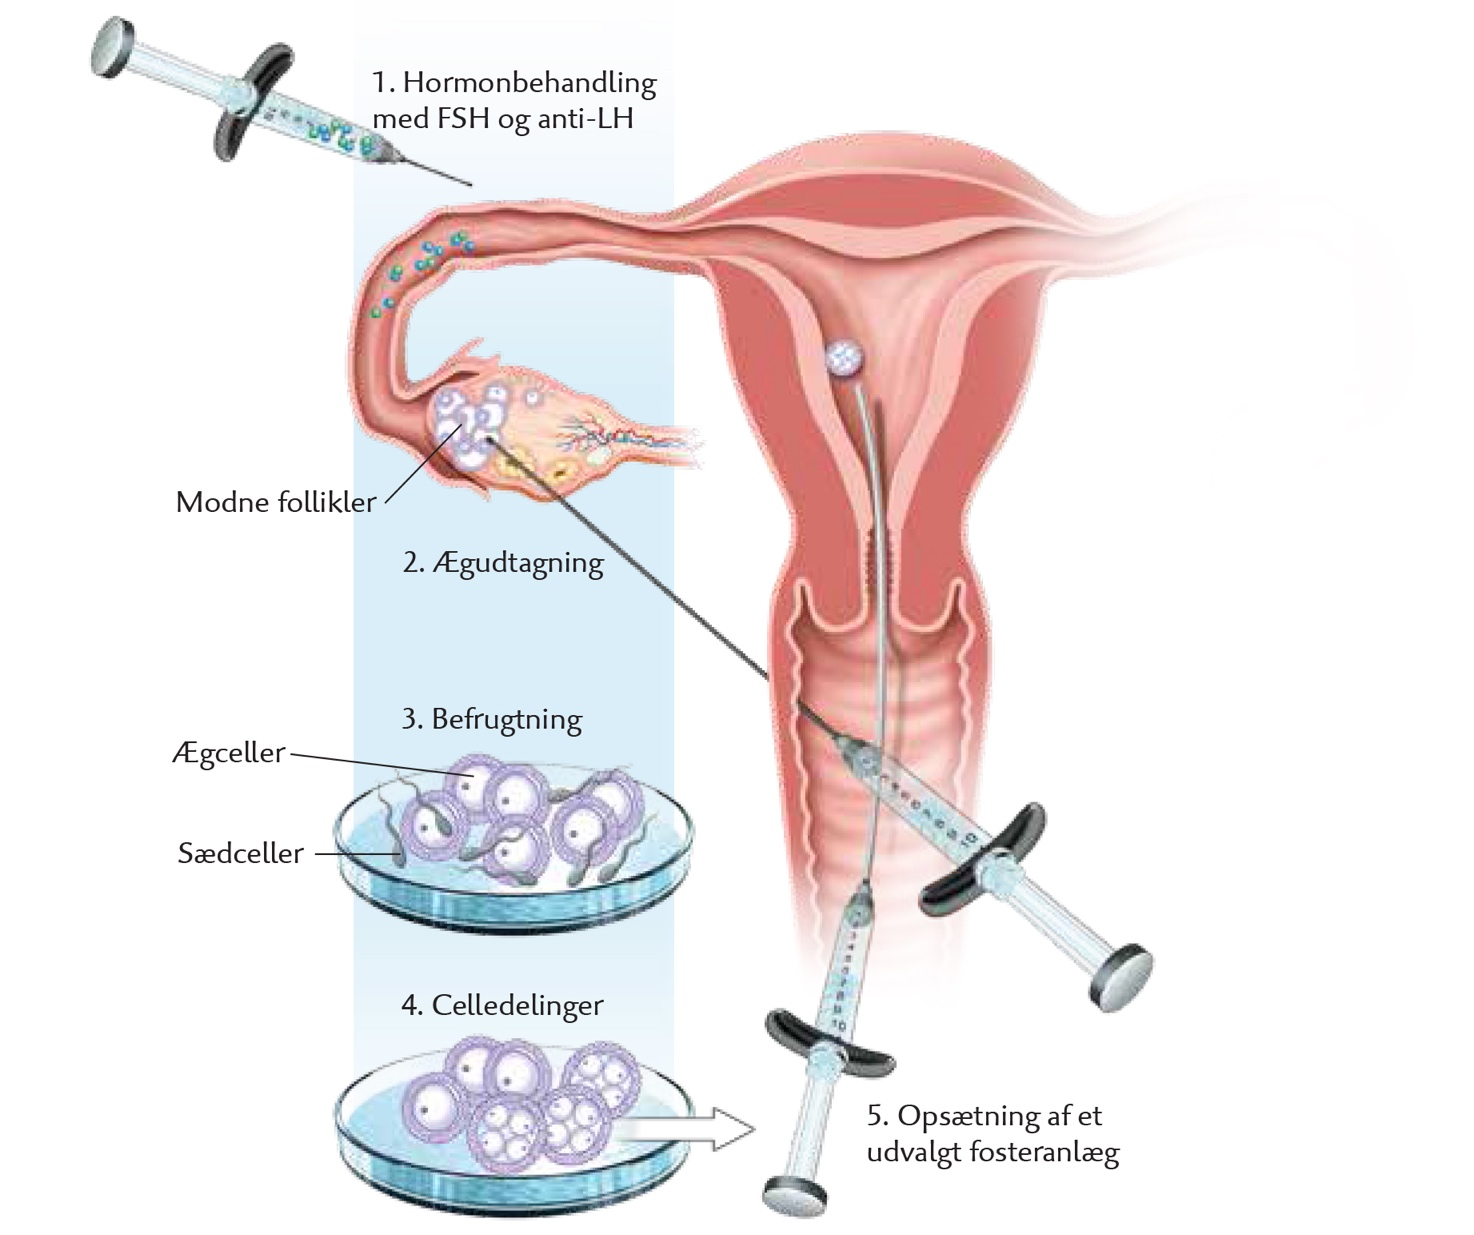 1. Hormonbehandling
med FSH og anti-LH
Modne follikler
2. Ægudtagning
3. Befrugtning
Ægceller
Sædceller
4. Celledelinger
5. Opsætning af et
udvalgt fosteranlæg